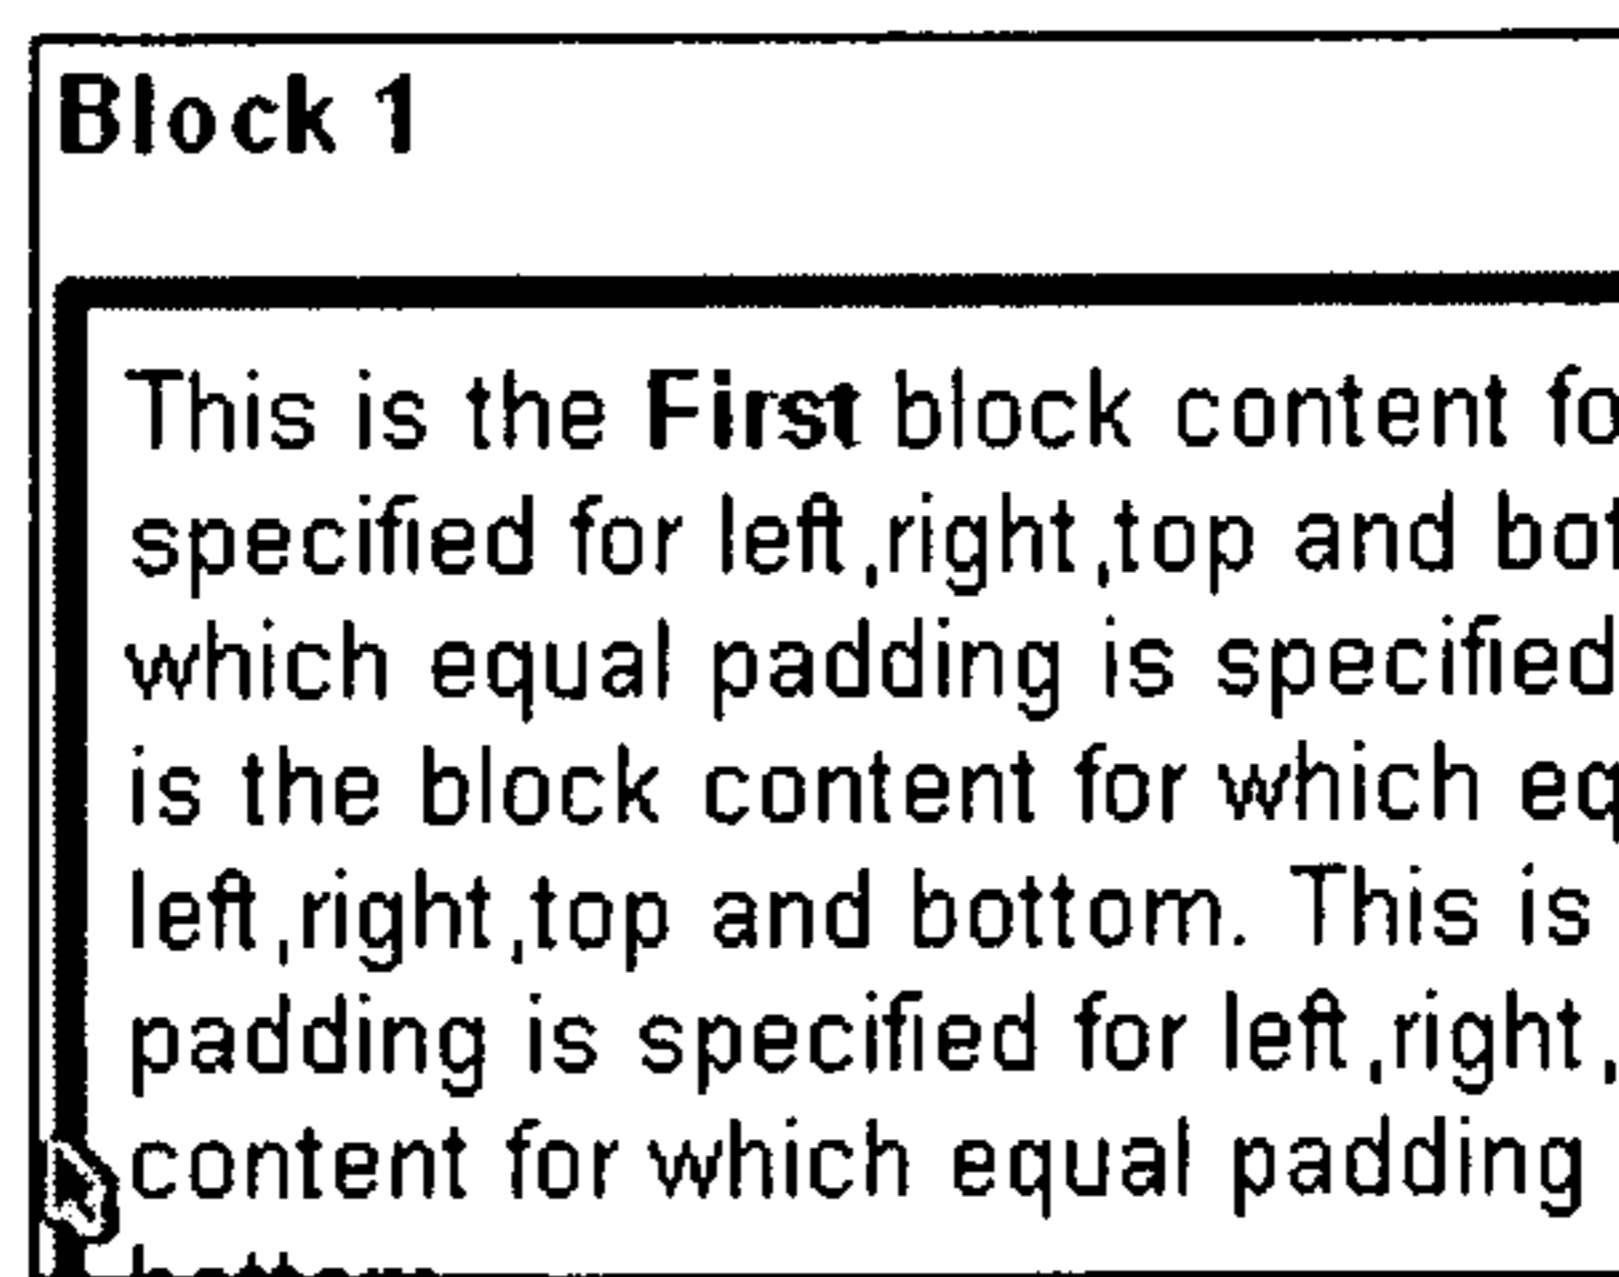 Block 1
This is the First block content fo
specified for left,right,top and bot
which equal padding is specified
is the block content for which eq
left,right,top and bottom. This is
padding is specified for left,right,
content for which equal padding
bottom